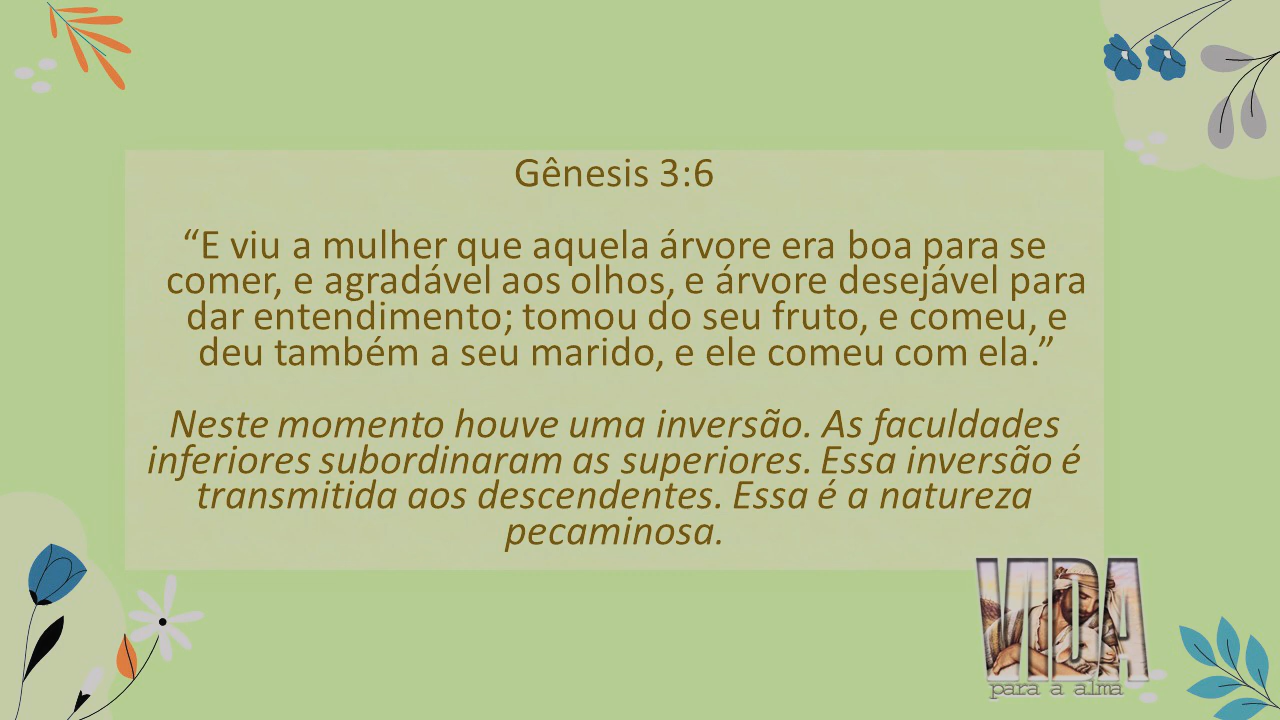 Gênesis 3:6
“E viu a mulher que aquela árvore era boa para se
comer, e agradável aos olhos, e árvore desejável para
dar entendimento; tomou do seu fruto, e comeu, e
deu também a seu marido, e ele comeu com ela.”
Neste momento houve uma inversão. As faculdades
inferiores subordinaram as superiores. Essa inversão é
transmitida aos descendentes. Essa é a natureza
pecaminosa.
VIDA
para a alma